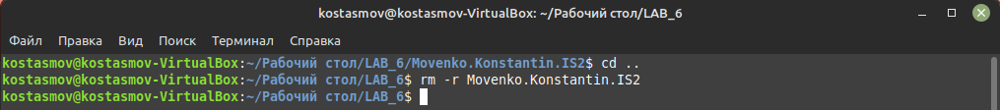 kostasmov@kostasmov-VirtualBox: ~/Рабочий стол/LAB_6
Файл Правка Вид Поиск Терминал Справка
kostasmov@kostasmov-VirtualBox:~/Рабочий стол/LAB_6/Movenko.Konstantin.IS2$ cd ..
kostasmov@kostasmov-VirtualBox:~/Рабочий стол/LAB_6$ rm -r Movenko.Konstantin.IS2
kostasmov@kostasmov-VirtualBox:~/Рабочий стол/LAB_6$